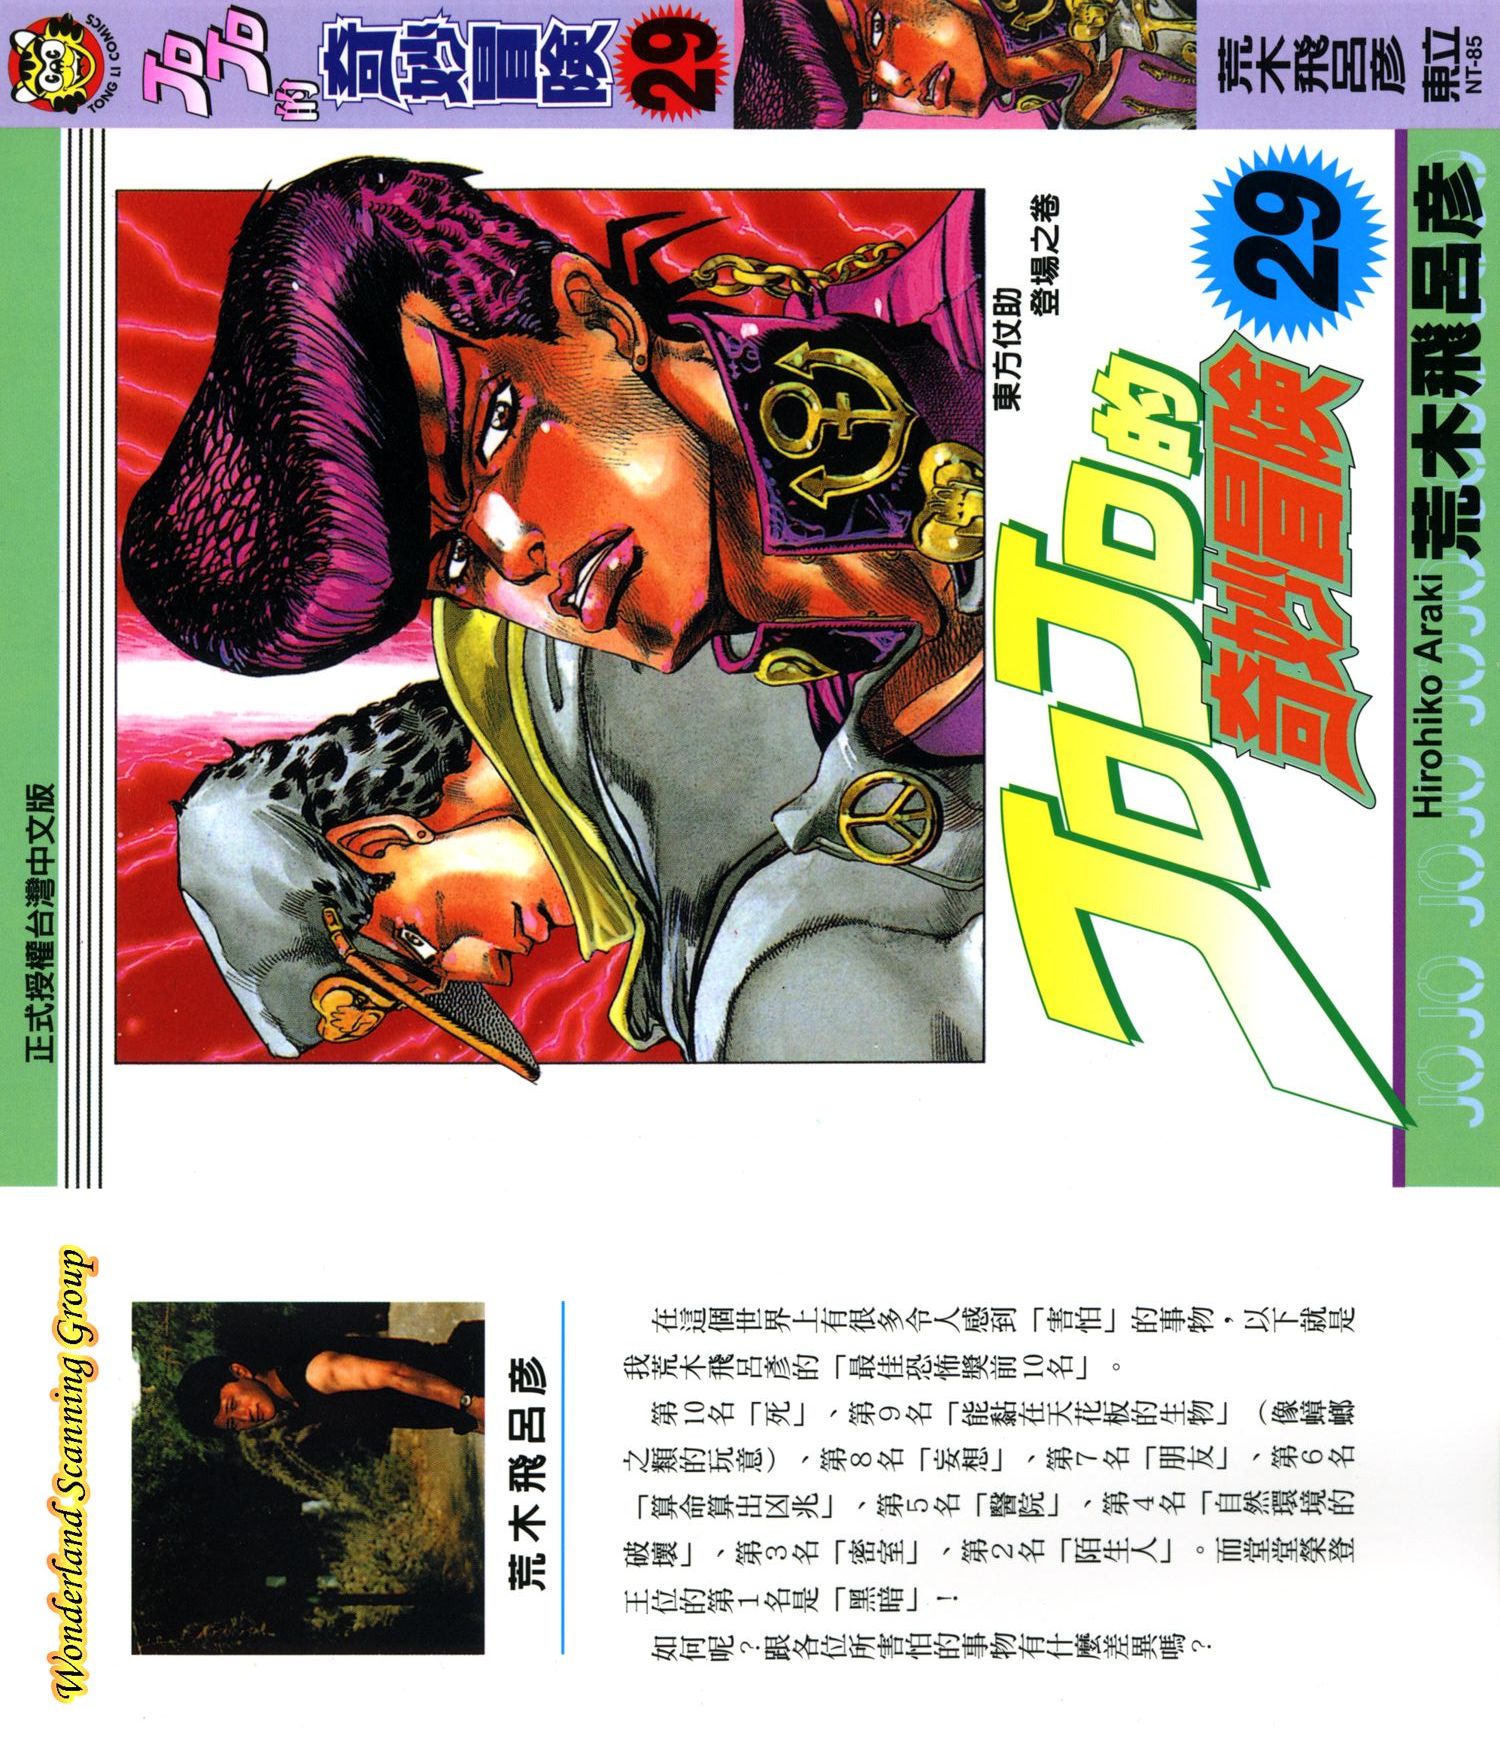 TONG LI COMICS
JOJO的
奇妙冒険
29
荒木飛呂彦
東立
NT-85
荒木飛呂彦
Hirohiko Araki
JOJO JOJO JOJO
29
JOJO的
奇妙冒険
東方仗助
登場之卷
正式授權台灣中文版
Wonderland Scanning Group
荒木飛呂彦
在這個世界上有很多令人感到「害怕」的事物，以下就是
我荒木飛呂彥的「最佳恐怖獎前10名」。
第10名「死」、第9名「能黏在天花板的生物」（像蟑螂
之類的玩意）、第8名「妄想」、第7名「朋友」、第6名
「算命算出凶兆」、第5名「醫院」、第4名「自然環境的
破壞」、第3名「密室」、第2名「陌生人」。而堂堂榮登
王位的第1名是「黑暗」！
如何呢？跟各位所害怕的事物有什麼差異嗎？